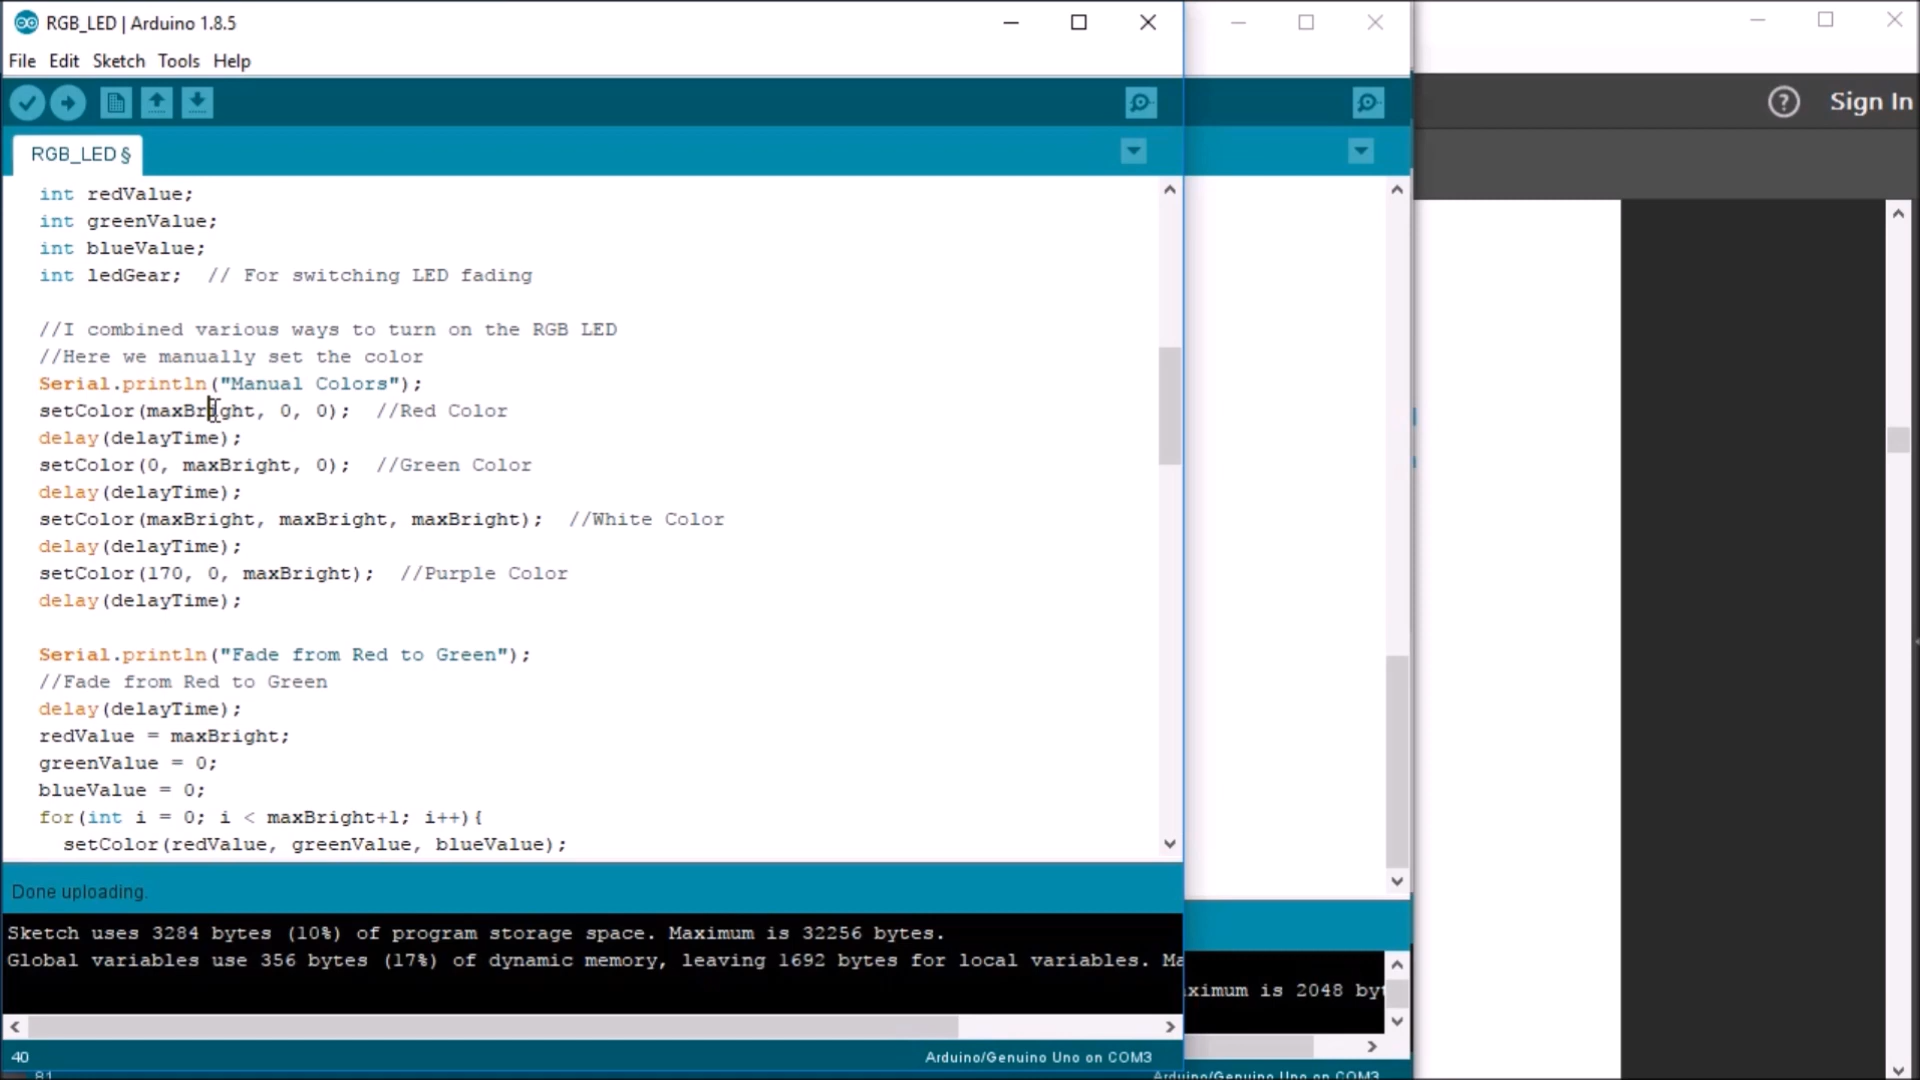 RGB_LED | Arduino 1.8.5
File Edit Sketch Tools Help
Sign In
RGB_LED §
int redValue;
int greenValue;
int blueValue;
int ledGear;  // For switching LED fading
//I combined various ways to turn on the RGB LED
//Here we manually set the color
Serial.println("Manual Colors");
setColor(maxBright, 0, 0);  //Red Color
delay(delayTime);
setColor(0, maxBright, 0);  //Green Color
delay(delayTime);
setColor(maxBright, maxBright, maxBright);  //White Color
delay(delayTime);
setColor(170, 0, maxBright);  //Purple Color
delay(delayTime);
Serial.println("Fade from Red to Green");
//Fade from Red to Green
delay(delayTime);
redValue = maxBright;
greenValue = 0;
blueValue = 0;
for(int i = 0; i < maxBright+1; i++){
setColor(redValue, greenValue, blueValue);
Done uploading.
Sketch uses 3284 bytes (10%) of program storage space. Maximum is 32256 bytes.
Global variables use 356 bytes (17%) of dynamic memory, leaving 1692 bytes for local variables. Ma
ximum is 2048 byt
40
Arduino/Genuino Uno on COM3
81
Arduino/Genuino Uno on COM3